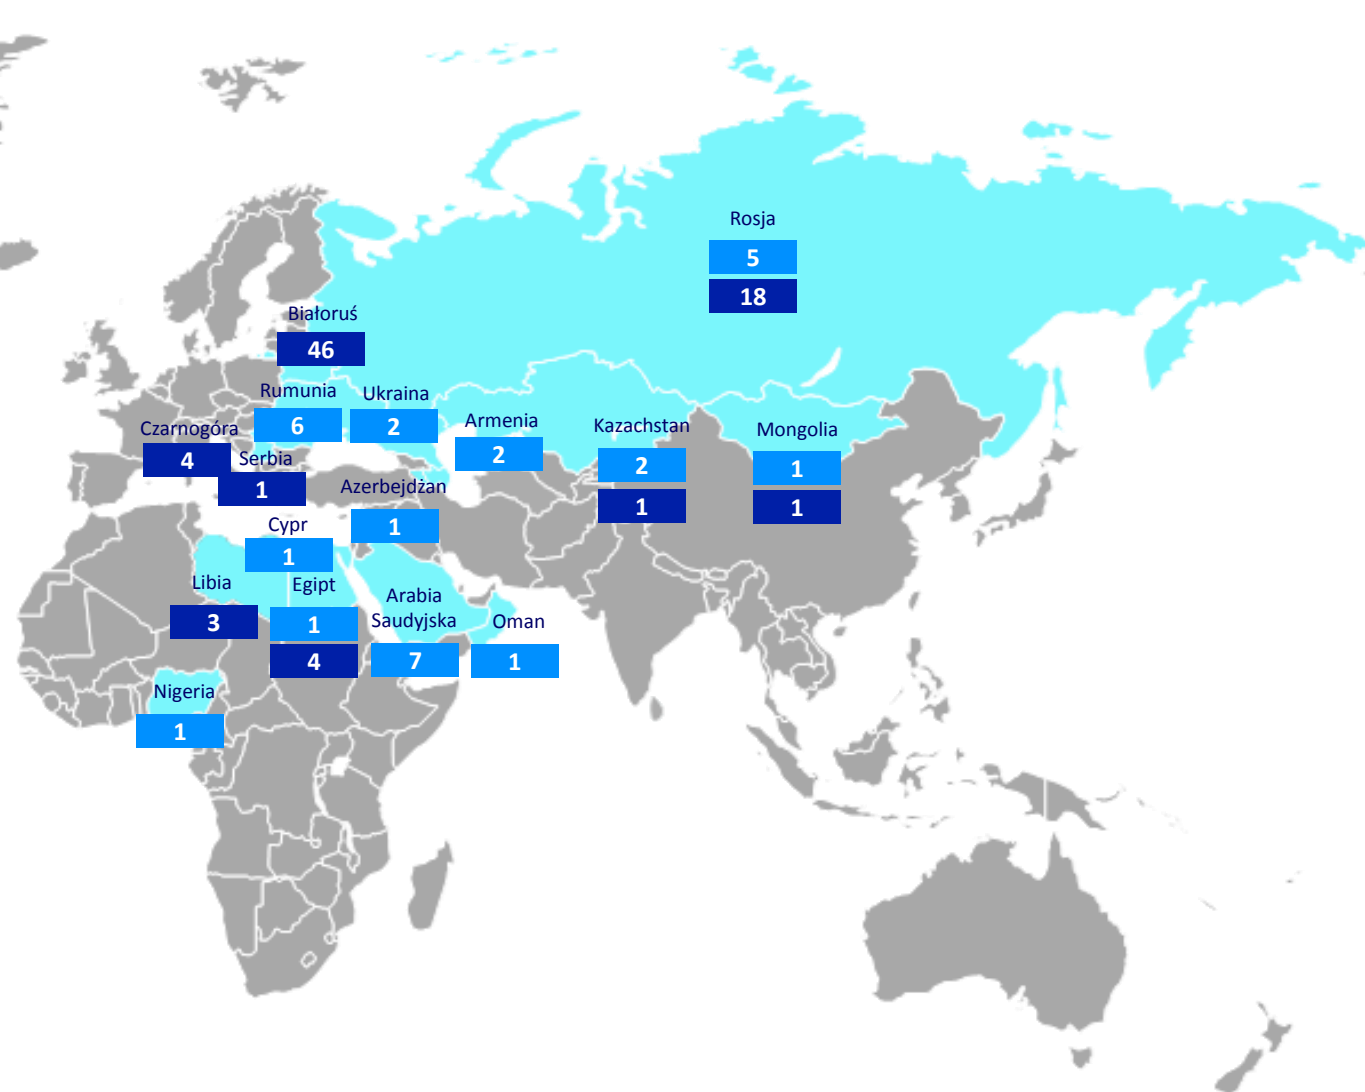 Rosja
5
18
Białoruś
46
Rumunia
6
Ukraina
2
Czarnogóra
4
Serbia
1
Armenia
2
Kazachstan
2
1
Mongolia
1
1
Azerbejdżan
1
Cypr
1
Libia
3
Egipt
1
4
Arabia
Saudyjska
7
Oman
1
Nigeria
1